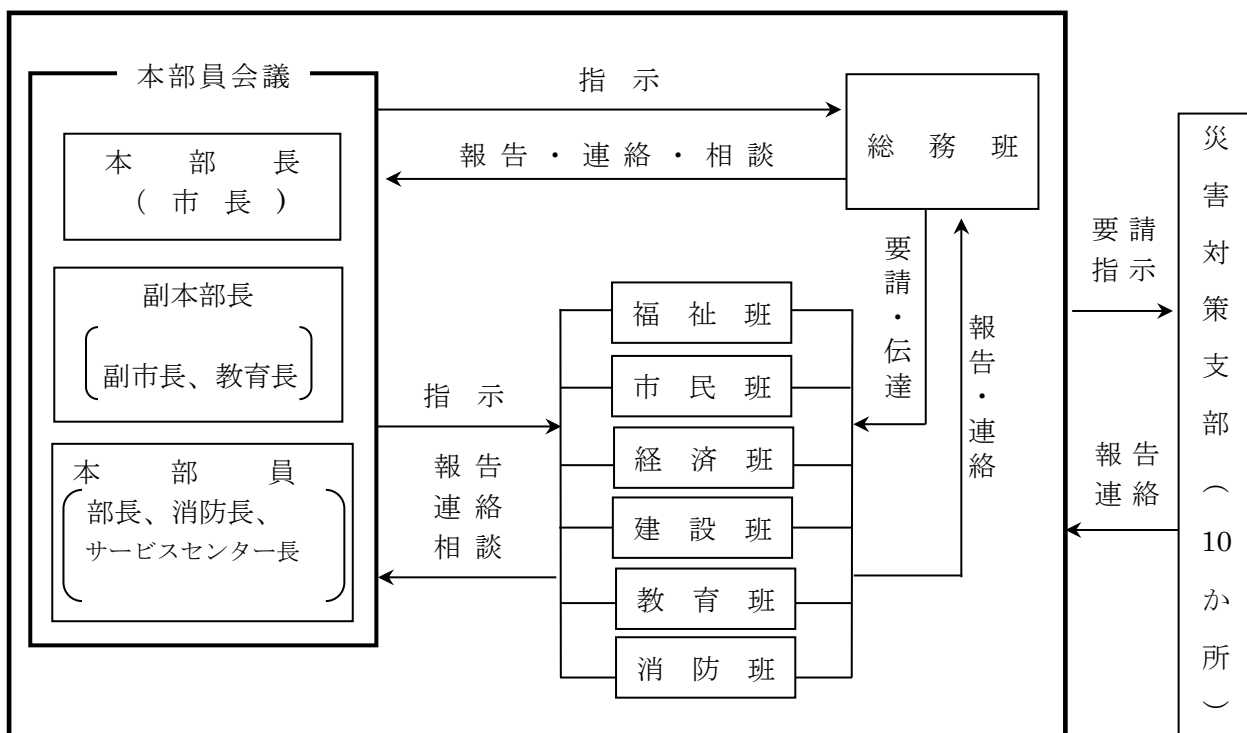 本部員会議
本部長
(市長)
副本部長
副市長、教育長
本部員
部長、消防長、
サービスセンター長
指示
報告・連絡・相談
総務班
要請・伝達
報告・連絡
指示
報告
連絡
相談
福祉班
市民班
経済班
建設班
教育班
消防班
要請
指示
報告
連絡
災害対策支部(10か所)